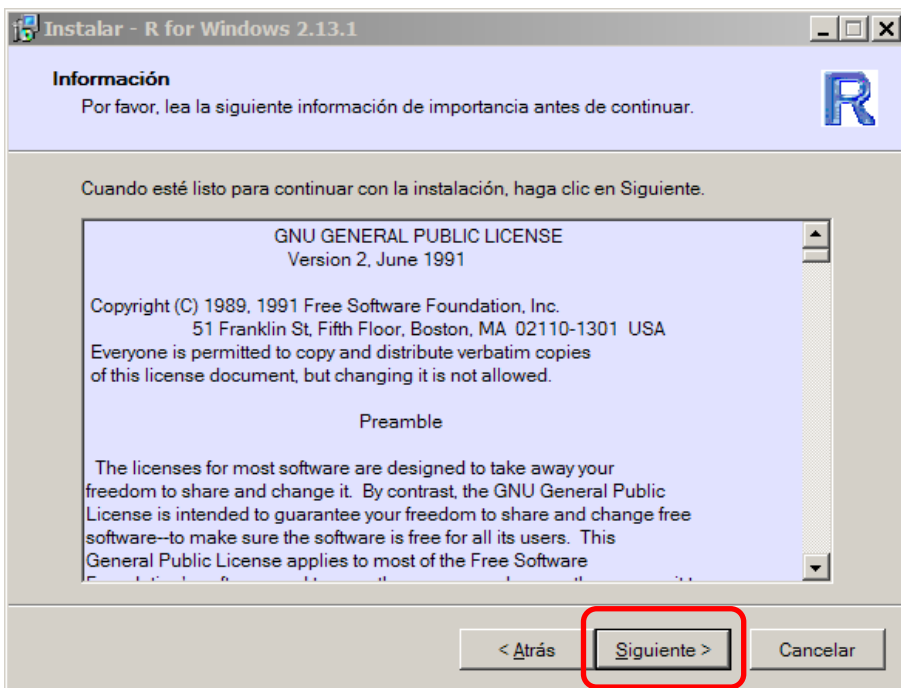 Instalar - R for Windows 2.13.1
Información
Por favor, lea la siguiente información de importancia antes de continuar.
R
Cuando esté listo para continuar con la instalación, haga clic en Siguiente.
GNU GENERAL PUBLIC LICENSE
Version 2, June 1991
Copyright (C) 1989, 1991 Free Software Foundation, Inc.
51 Franklin St, Fifth Floor, Boston, MA 02110-1301 USA
Everyone is permitted to copy and distribute verbatim copies
of this license document, but changing it is not allowed.
Preamble
The licenses for most software are designed to take away your
freedom to share and change it. By contrast, the GNU General Public
License is intended to guarantee your freedom to share and change free
software--to make sure the software is free for all its users. This
General Public License applies to most of the Free Software
< Atrás
Siguiente >
Cancelar